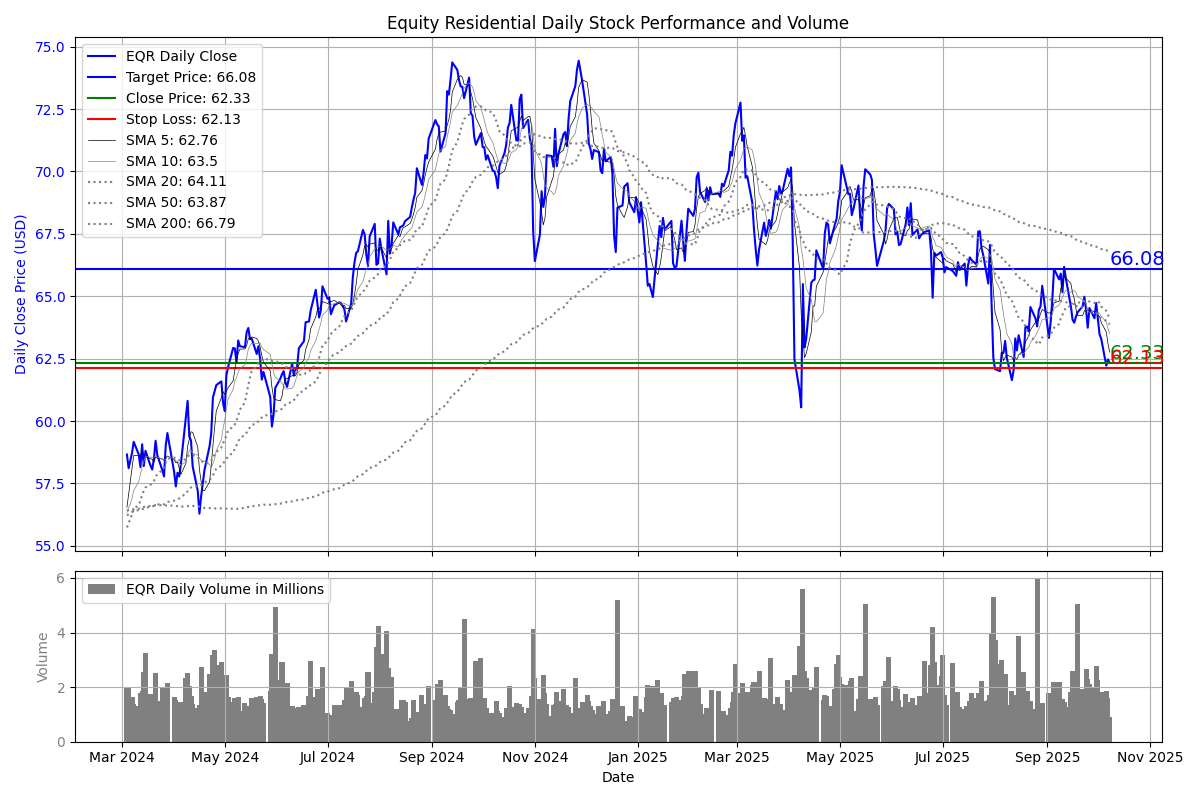 Equity Residential Daily Stock Performance and Volume
Daily Close Price (USD)
75.0
72.5
70.0
67.5
65.0
62.5
60.0
57.5
55.0
EQR Daily Close
Target Price: 66.08
Close Price: 62.33
Stop Loss: 62.13
SMA 5: 62.76
SMA 10: 63.5
SMA 20: 64.11
SMA 50: 63.87
SMA 200: 66.79
66.08
62.33
62.13
Volume
6
4
2
0
EQR Daily Volume in Millions
Mar 2024 May 2024 Jul 2024 Sep 2024 Nov 2024 Jan 2025 Mar 2025 May 2025 Jul 2025 Sep 2025 Nov 2025
Date